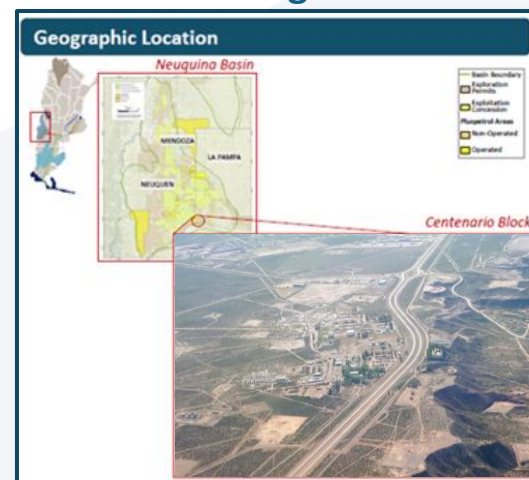 Geographic Location
Neuquina Basin
MENDOZA
LA PAMPA
NEUQUEN
Basin Boundary
Exploration
Permits
Exploitation
Concession
Pluspetrol Areas
Non-Operated
Operated
Centenario Block